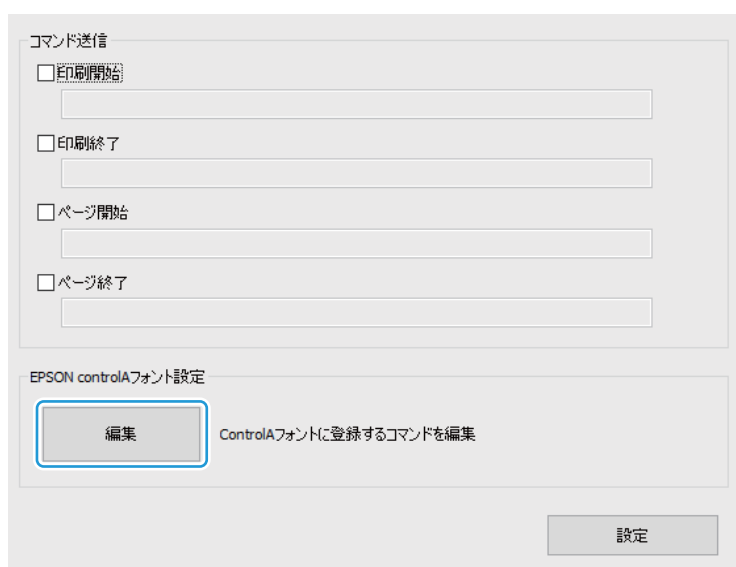 コマンド送信
印刷開始
印刷終了
ページ開始
ページ終了
EPSON controlAフォント設定
編集
ControlAフォントに登録するコマンドを編集
設定